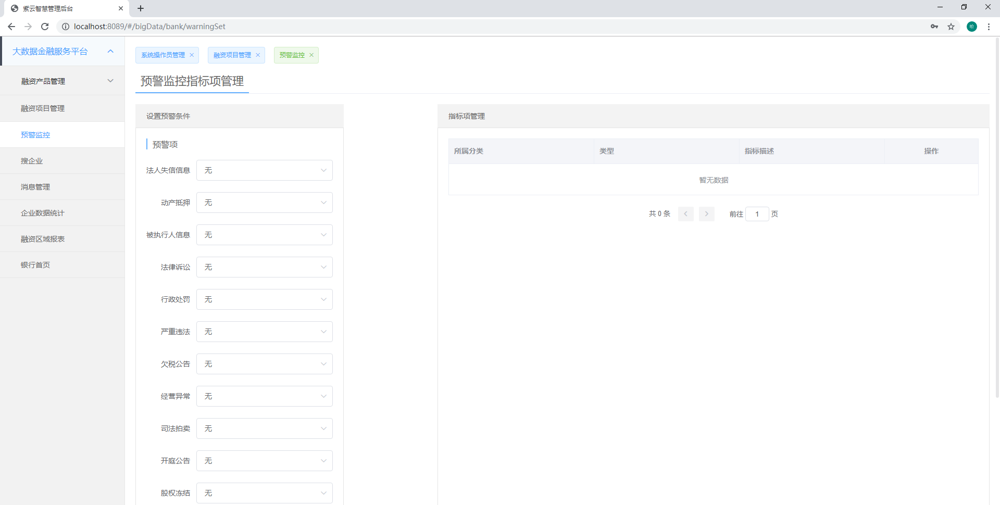 紫云智慧管理后台
localhost:8089/#/bigData/bank/warningSet
阶
大数据金融服务平台
融资产品管理
融资项目管理
预警监控
搜企业
消息管理
企业数据统计
融资区域报表
银行首页
系统操作员管理
融资项目管理
预警监控
预警监控指标项管理
设置预警条件
预警项
法人失信信息 无
动产抵押 无
被执行人信息 无
法律诉讼 无
行政处罚 无
严重违法 无
欠税公告 无
经营异常 无
司法拍卖 无
开庭公告 无
股权冻结 无
指标项管理
所属分类 类型 指标描述 操作
暂无数据
共 0 条 前往 1 页